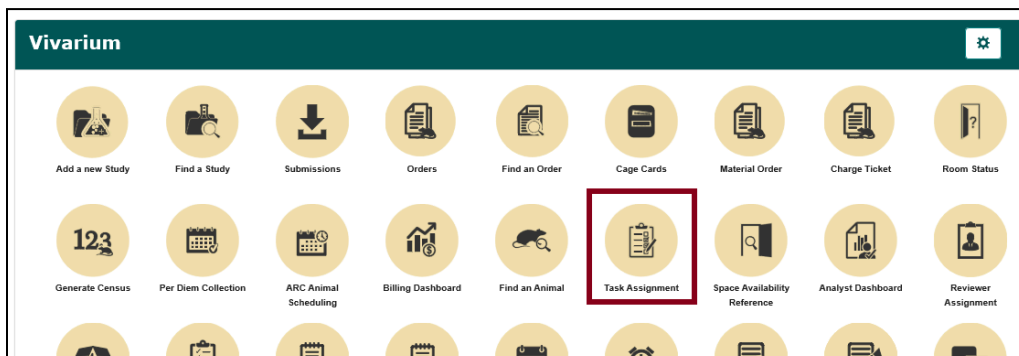 Vivarium
Add a new Study
Find a Study
Submissions
Orders
Find an Order
Cage Cards
Material Order
Charge Ticket
Room Status
?
123
Generate Census
Per Diem Collection
ARC Animal
Scheduling
Billing Dashboard
Find an Animal
Task Assignment
Space Availability
Reference
Analyst Dashboard
Reviewer
Assignment